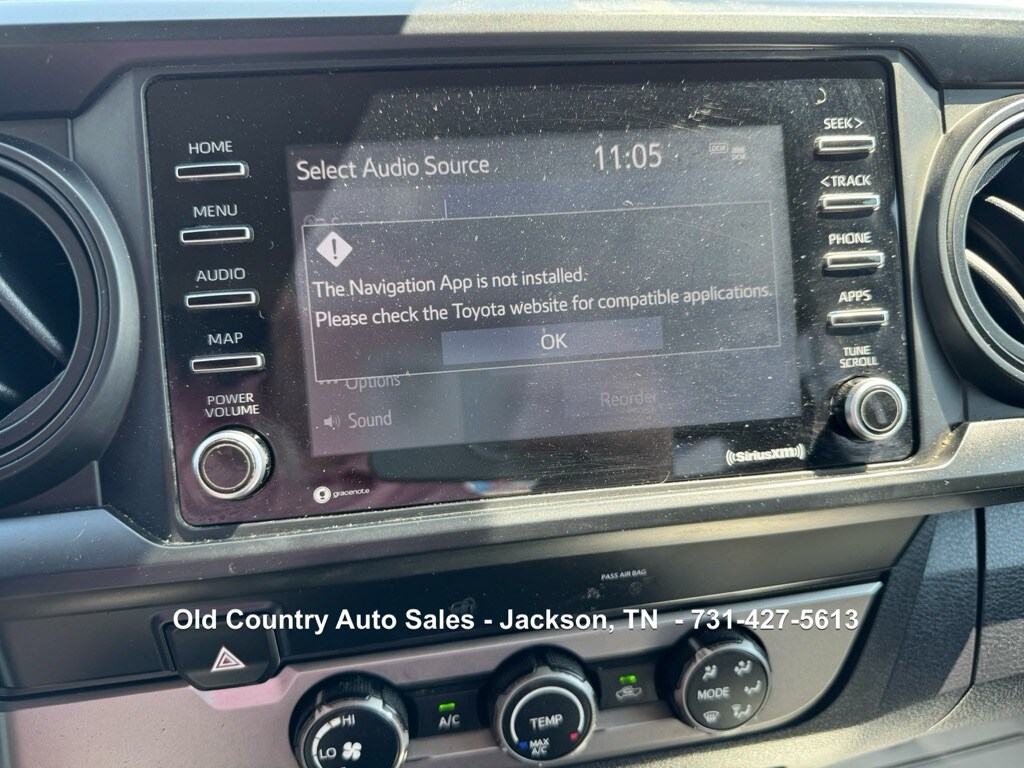 HOME
MENU
AUDIO
MAP
POWER
VOLUME
Select Audio Source
11:05
!
The Navigation App is not installed.
Please check the Toyota website for compatible applications.
OK
Options
Reorder
Sound
gracenote
((SiriusXM))
SEEK>
<TRACK
PHONE
APPS
TUNE
SCROLL
PASS AIR BAG
Old Country Auto Sales - Jackson, TN - 731-427-5613
HI
LO
A/C
TEMP
MAX
A/C
MODE